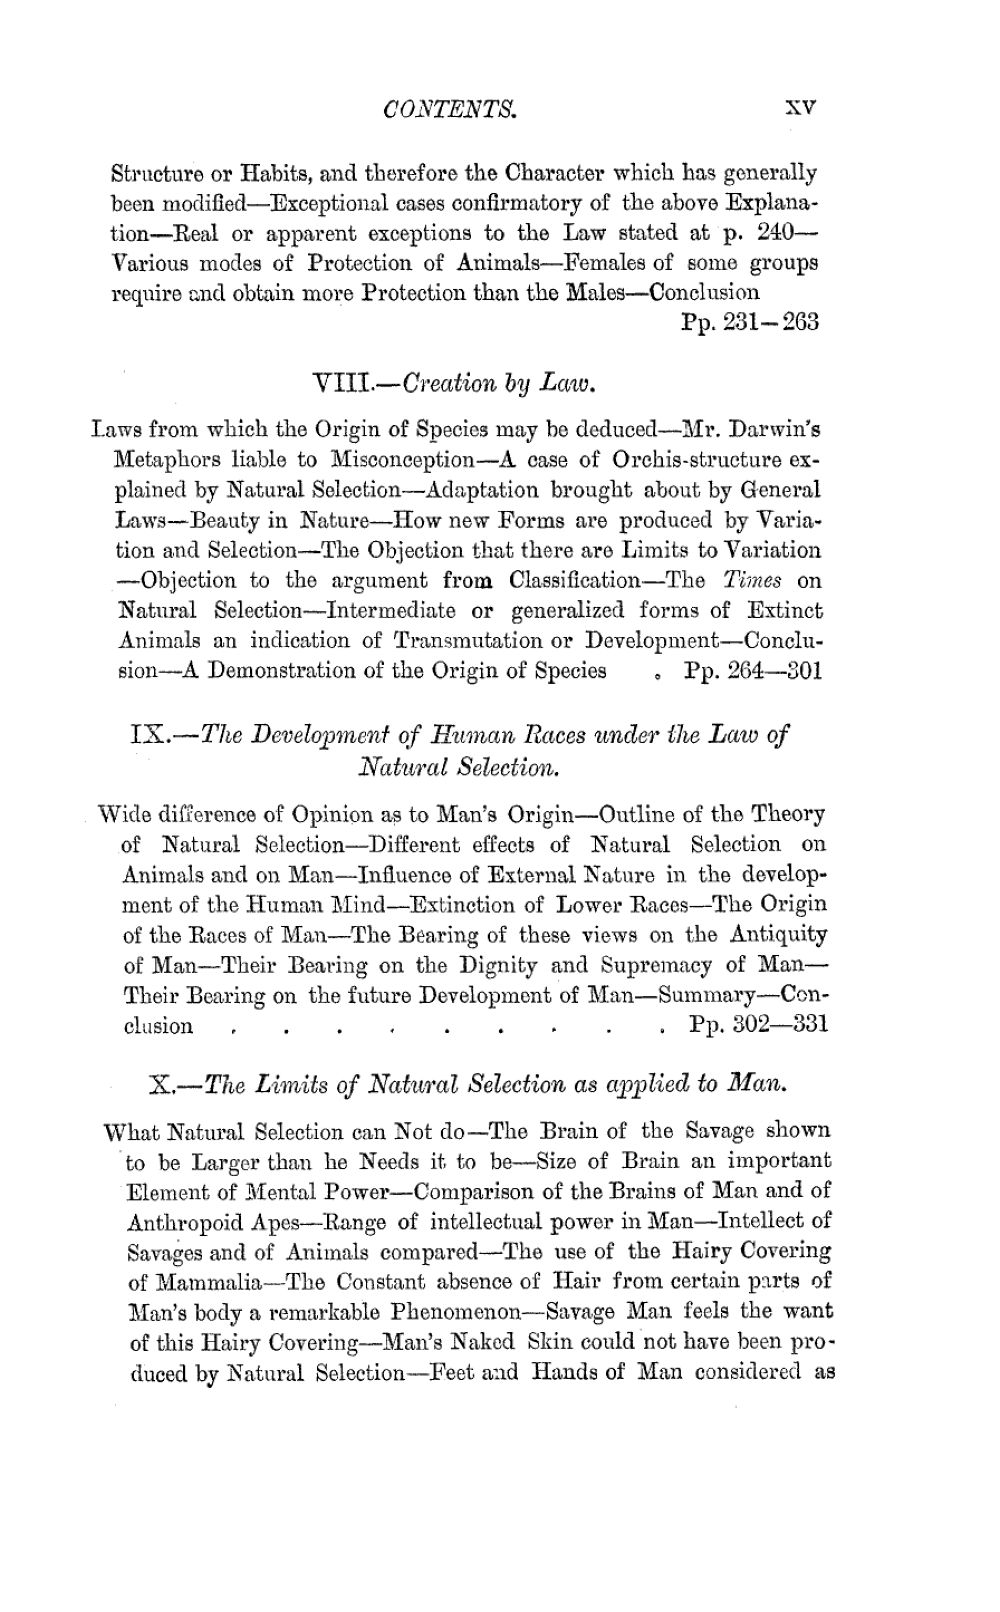 CONTENTS. XV
Structure or Habits, and therefore the Character which has generally
been modified—Exceptional cases confirmatory of the above Explana-
tion—Real or apparent exceptions to the Law stated at p. 240—
Various modes of Protection of Animals—Females of some groups
require and obtain more Protection than the Males—Conclusion
Pp. 231—263
VIII.—Creation by Law.
Laws from which the Origin of Species may be deduced—Mr. Darwin's
Metaphors liable to Misconception—A case of Orchis-structure ex-
plained by Natural Selection—Adaptation brought about by General
Laws—Beauty in Nature—How new Forms are produced by Varia-
tion and Selection—The Objection that there are Limits to Variation
—Objection to the argument from Classification—The Times on
Natural Selection—Intermediate or generalized forms of Extinct
Animals an indication of Transmutation or Development—Conclu-
sion—A Demonstration of the Origin of Species . Pp. 264—301
IX.—The Development of Human Races under the Law of
Natural Selection.
Wide difference of Opinion as to Man's Origin—Outline of the Theory
of Natural Selection—Different effects of Natural Selection on
Animals and on Man—Influence of External Nature in the develop-
ment of the Human Mind—Extinction of Lower Races—The Origin
of the Races of Man—The Bearing of these views on the Antiquity
of Man—Their Bearing on the Dignity and Supremacy of Man—
Their Bearing on the future Development of Man—Summary—Con-
clusion . . . . . . . . . Pp. 302—331
X.—The Limits of Natural Selection as applied to Man.
What Natural Selection can Not do—The Brain of the Savage shown
to be Larger than he Needs it to be—Size of Brain an important
Element of Mental Power—Comparison of the Brains of Man and of
Anthropoid Apes—Range of intellectual power in Man—Intellect of
Savages and of Animals compared—The use of the Hairy Covering
of Mammalia—The Constant absence of Hair from certain parts of
Man's body a remarkable Phenomenon—Savage Man feels the want
of this Hairy Covering—Man's Naked Skin could not have been pro-
duced by Natural Selection—Feet and Hands of Man considered as